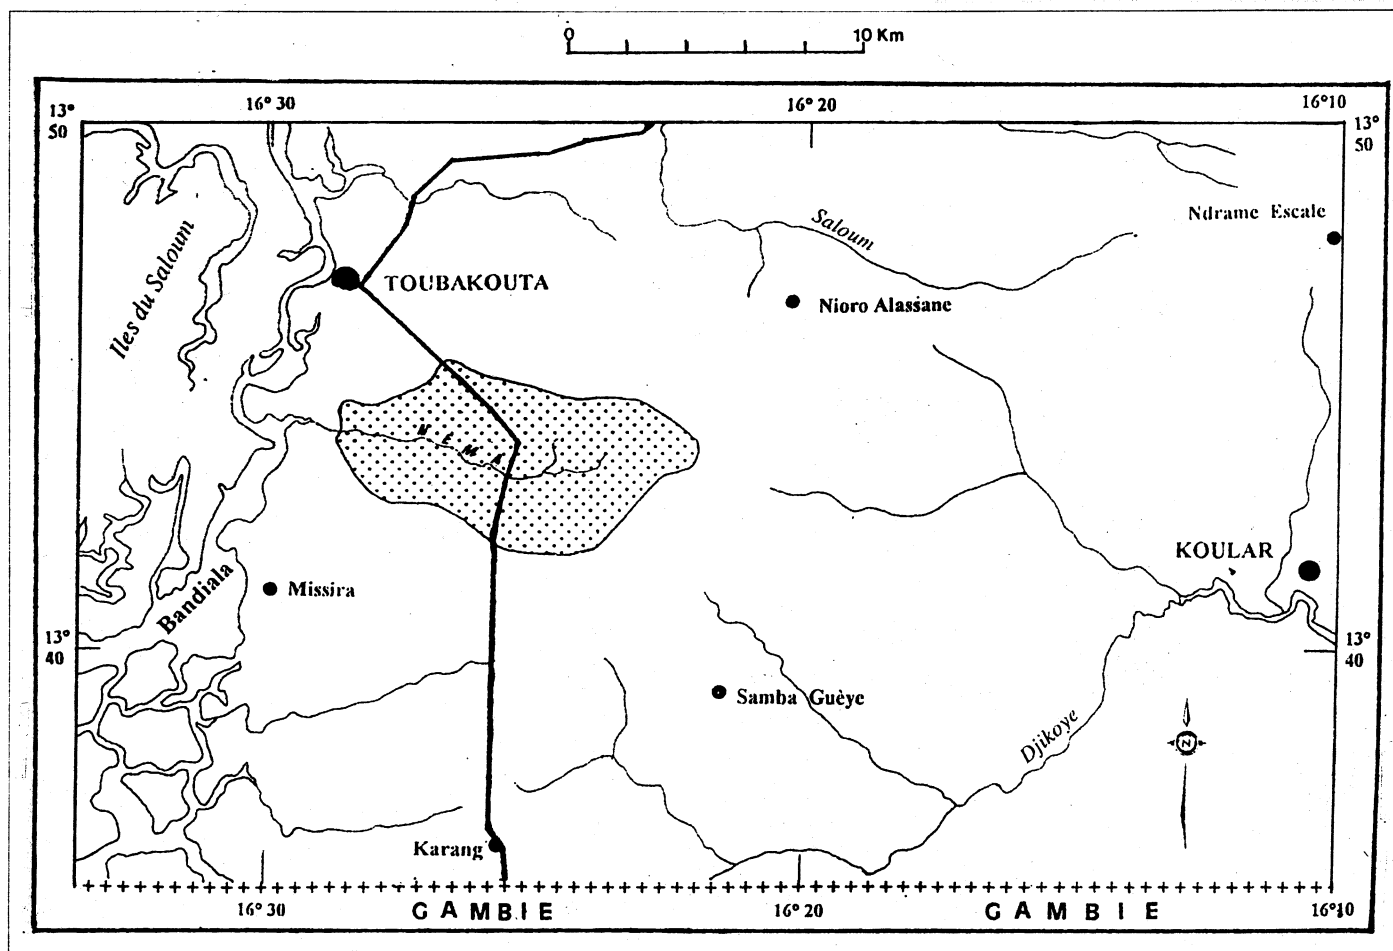 0 10 Km
13° 16° 30 16° 20 16°10 13°
50 50
Ndrame Escale
Saloum
Iles du Saloum
TOUBAKOUTA
Nioro Alassane
NEMA
KOULAR
Missira
Bandiala
13° 13°
40 40
Samba Guèye
Djikoye
N
Karang
16° 30 GAMBIE 16° 20 GAMBIE 16°10